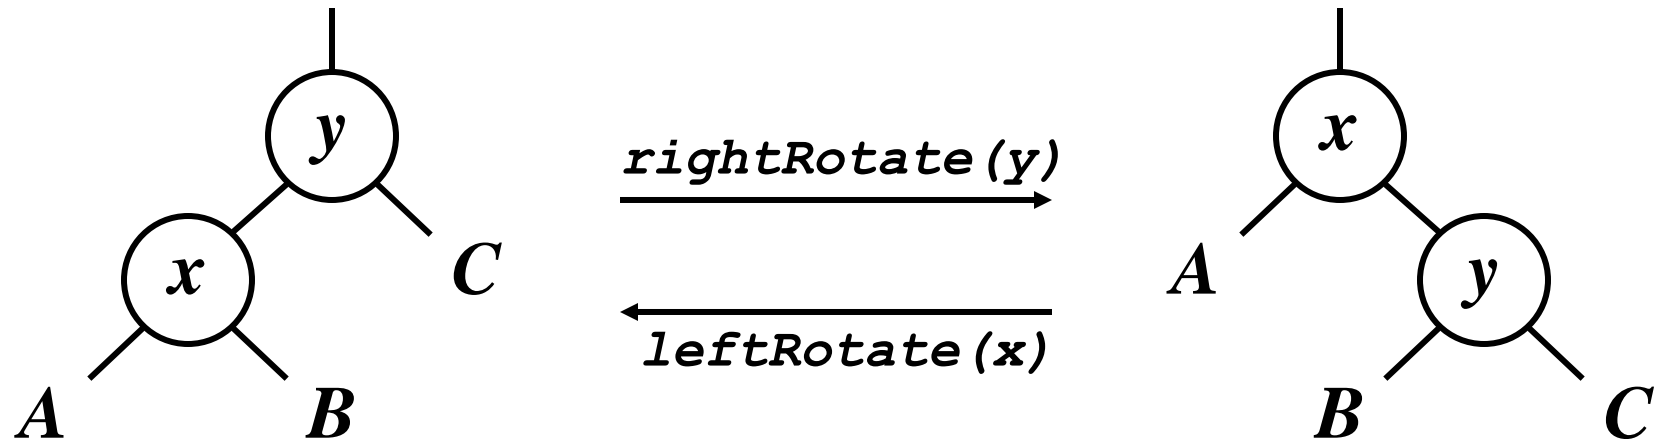 y
x
rightRotate(y)
x
C
A
y
leftRotate(x)
A
B
B
C